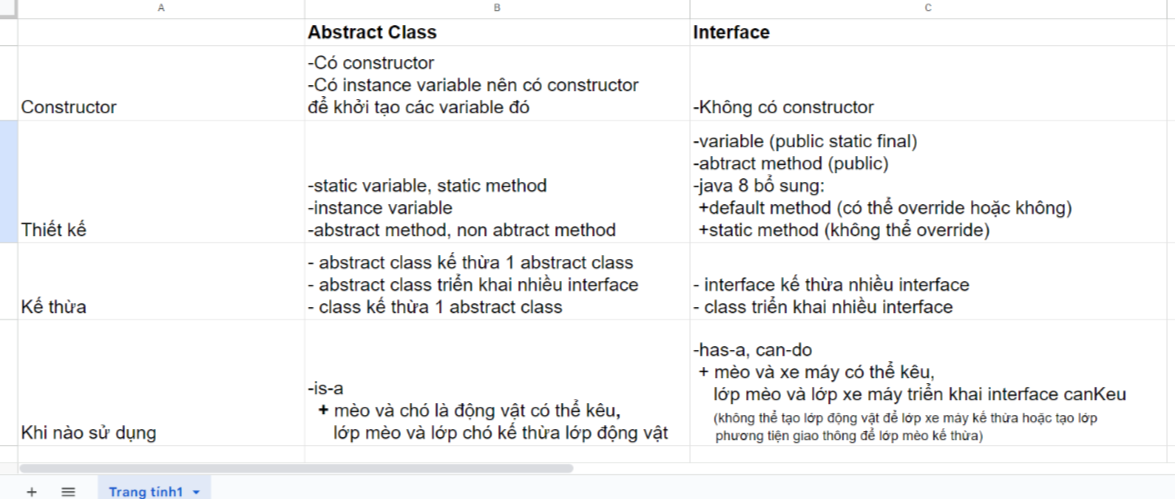 A B C
Abstract Class Interface
Constructor
-Có constructor
-Có instance variable nên có constructor
để khởi tạo các variable đó
-Không có constructor
Thiết kế
-static variable, static method
-instance variable
-abstract method, non abtract method
-variable (public static final)
-abtract method (public)
-java 8 bổ sung:
+default method (có thể override hoặc không)
+static method (không thể override)
Kế thừa
- abstract class kế thừa 1 abstract class
- abstract class triển khai nhiều interface
- class kế thừa 1 abstract class
- interface kế thừa nhiều interface
- class triển khai nhiều interface
Khi nào sử dụng
-is-a
+ mèo và chó là động vật có thể kêu,
lớp mèo và lớp chó kế thừa lớp động vật
-has-a, can-do
+ mèo và xe máy có thể kêu,
lớp mèo và lớp xe máy triển khai interface canKeu
(không thể tạo lớp động vật để lớp xe máy kế thừa hoặc tạo lớp
phương tiện giao thông để lớp mèo kế thừa)
Trang tính1